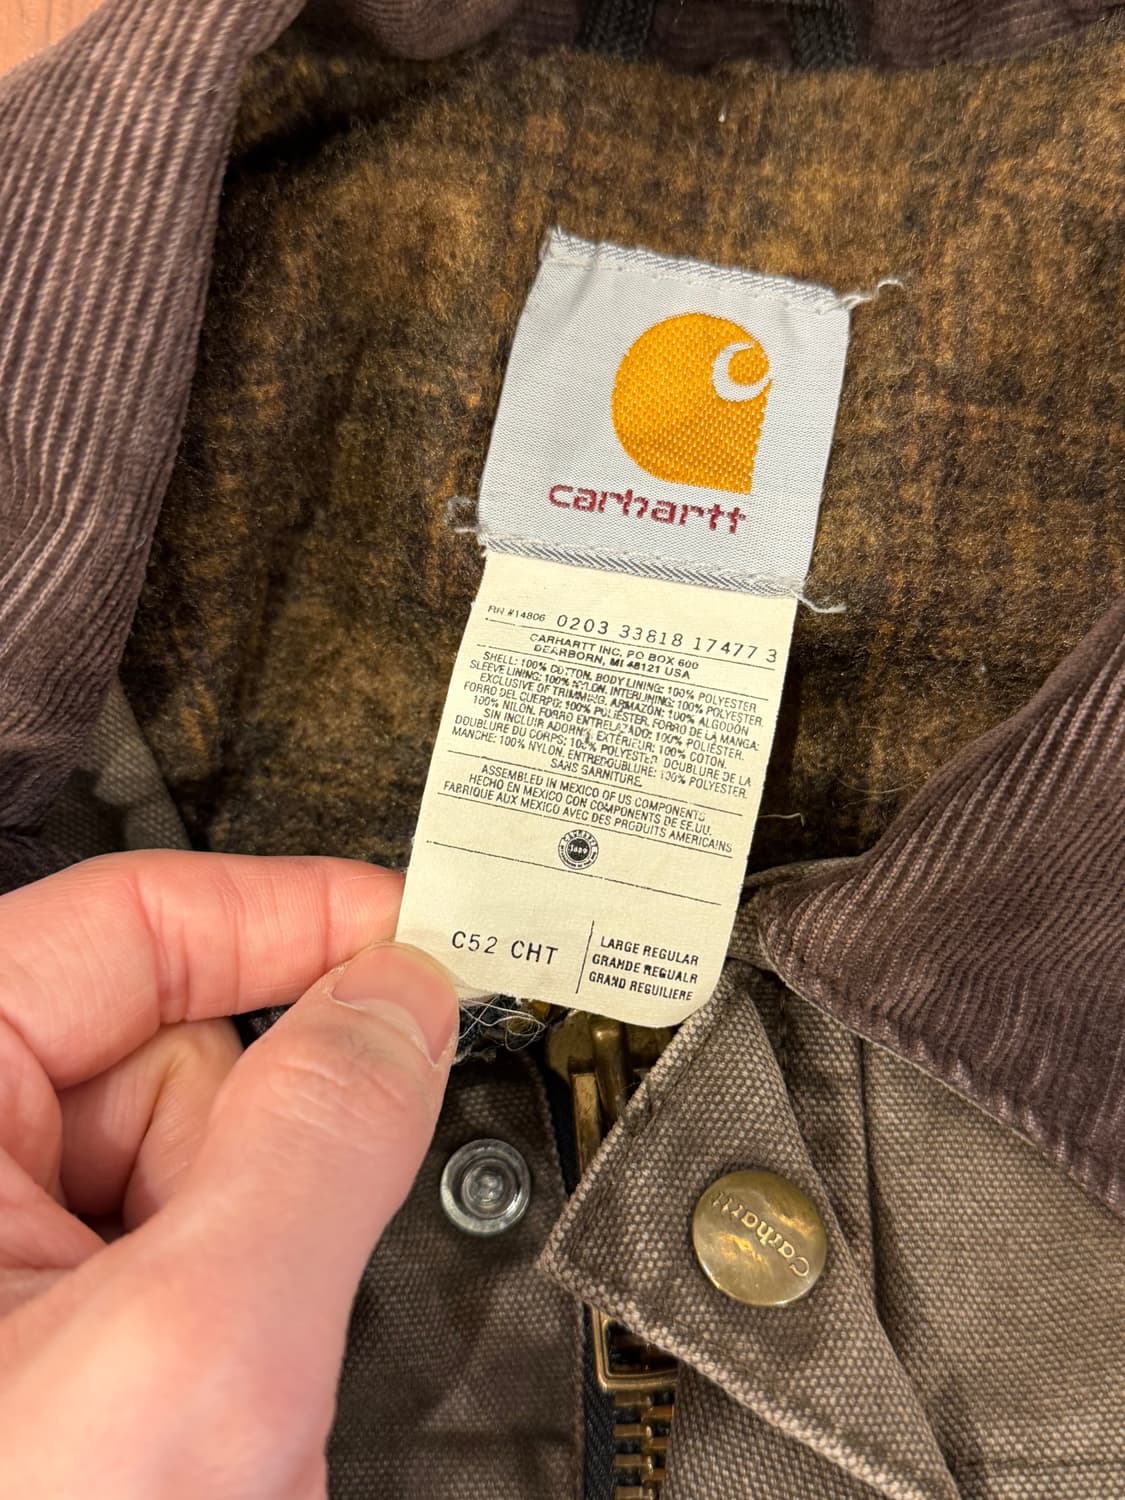 carhartt
RN #14806 0203 33818 17477 3
CARHARTT INC. PO BOX 600
DEARBORN, MI 48121 USA
SHELL: 100% COTTON. BODY LINING: 100% POLYESTER
SLEEVE LINING: 100% NYLON. INTERLINING: 100% POLYESTER.
EXCLUSIVE OF TRIMMING. ARMAZON: 100% ALGODON
FORRO DEL CUERPO: 100% POLIESTER. FORRO DE LA MANGA:
100% NILON. FORRO ENTRELAZADO: 100% POLIESTER.
SIN INCLUIR ADORNO. EXTERIEUR: 100% COTON.
DOUBLURE DU CORPS: 100% POLYESTER. DOUBLURE DE LA
MANCHE: 100% NYLON. ENTREDOUBLURE: 100% POLYESTER.
SANS GARNITURE.
ASSEMBLED IN MEXICO OF US COMPONENTS
HECHO EN MEXICO CON COMPONENTS DE EE.UU.
FABRIQUE AUX MEXICO AVEC DES PRODUITS AMERICAINS
1889
C52 CHT
LARGE REGULAR
GRANDE REGUALR
GRAND REGUILIERE
Carhartt